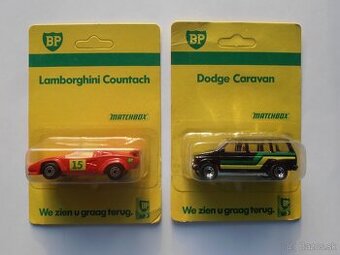 BP
Lamborghini Countach
MATCHBOX
15
We zien u graag terug.
BP
BP
Dodge Caravan
MATCHBOX
We zien u graag terug.
BP